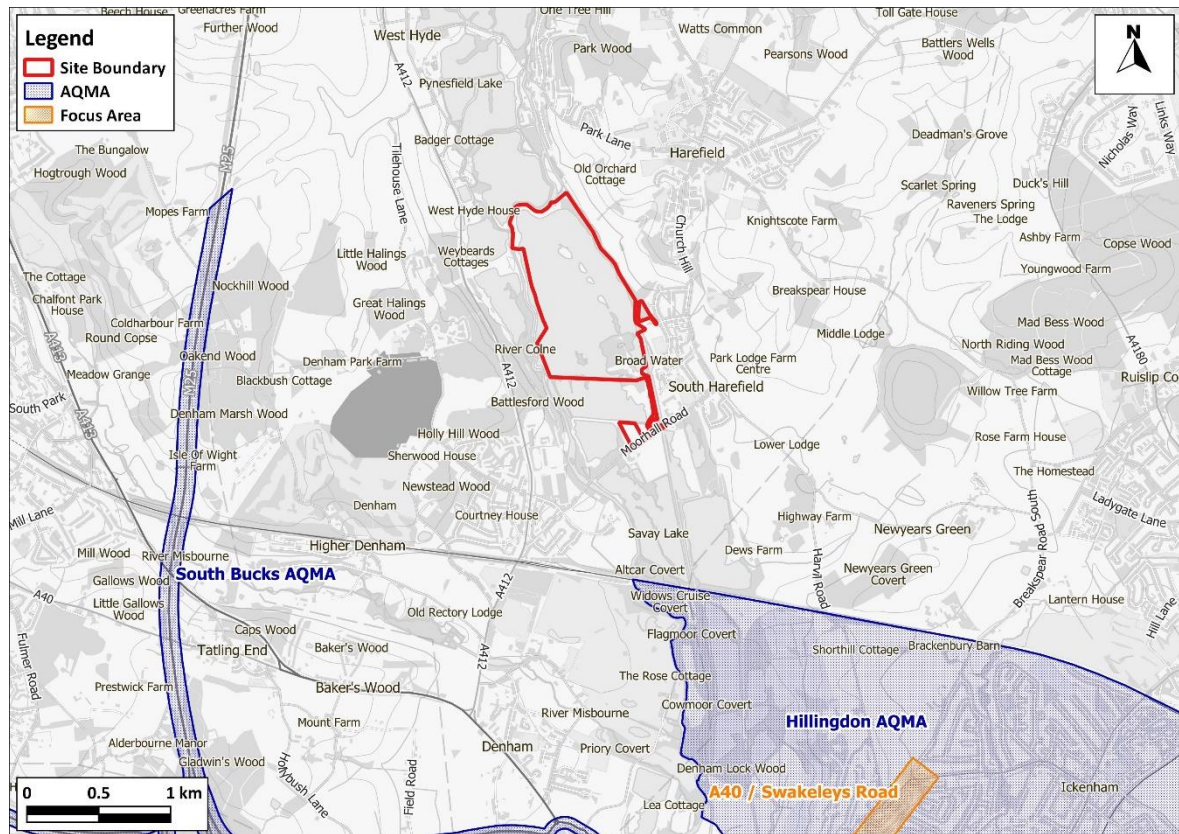 Beech House
Greenacres Farm
Further Wood
West Hyde
One Tree Hill
Park Wood
Watts Common
Pearsons Wood
Toll Gate House
Battlers Wells
Wood
N
Legend
Site Boundary
AQMA
Focus Area
A412
Pynesfield Lake
Badger Cottage
Park Lane
Harefield
Deadman's Grove
Nicholas Way
Links Way
The Bungalow
Hogtrough Wood
M25
Tilehouse Lane
Old Orchard
Cottage
Scarlet Spring
Duck's Hill
Raveners Spring
The Lodge
Mopes Farm
West Hyde House
Church Hill
Knightscote Farm
Ashby Farm
Copse Wood
Little Halings
Wood
Weybeards
Cottages
Youngwood Farm
The Cottage
Chalfont Park
House
Nockhill Wood
Breakspear House
Great Halings
Wood
Coldharbour Farm
Round Copse
A413
Middle Lodge
Mad Bess Wood
Oakend Wood
River Colne
North Riding Wood
A4180
Meadow Grange
Denham Park Farm
A412
Broad Water
Park Lodge Farm
Centre
Mad Bess Wood
Cottage
Ruislip Co
South Park
M25
Blackbush Cottage
South Harefield
Willow Tree Farm
A413
Denham Marsh Wood
Battlesford Wood
Moorhall Road
Holly Hill Wood
Lower Lodge
Rose Farm House
Isle Of Wight
Farm
Sherwood House
The Homestead
Mill Lane
Newstead Wood
Ladygate Lane
Denham
Courtney House
Highway Farm
Newyears Green
Breakspear Road South
Savay Lake
Higher Denham
Dews Farm
Harvil Road
Mill Wood
River Misbourne
Altcar Covert
Newyears Green
Covert
Gallows Wood
South Bucks AQMA
A412
Widows Cruise
Covert
Lantern House
Hill Lane
A40
Little Gallows
Wood
Old Rectory Lodge
Fulmer Road
Caps Wood
Flagmoor Covert
Tatling End
Baker's Wood
A412
Shorthill Cottage
Brackenbury Barn
The Rose Cottage
Prestwick Farm
Baker's Wood
Cowmoor Covert
River Misbourne
Mount Farm
Hillingdon AQMA
Alderbourne Manor
Denham
Priory Covert
Gladwin's Wood
Hollybush Lane
Field Road
Denham Lock Wood
A40 / Swakeleys Road
Ickenham
Lea Cottage
0 0.5 1 km